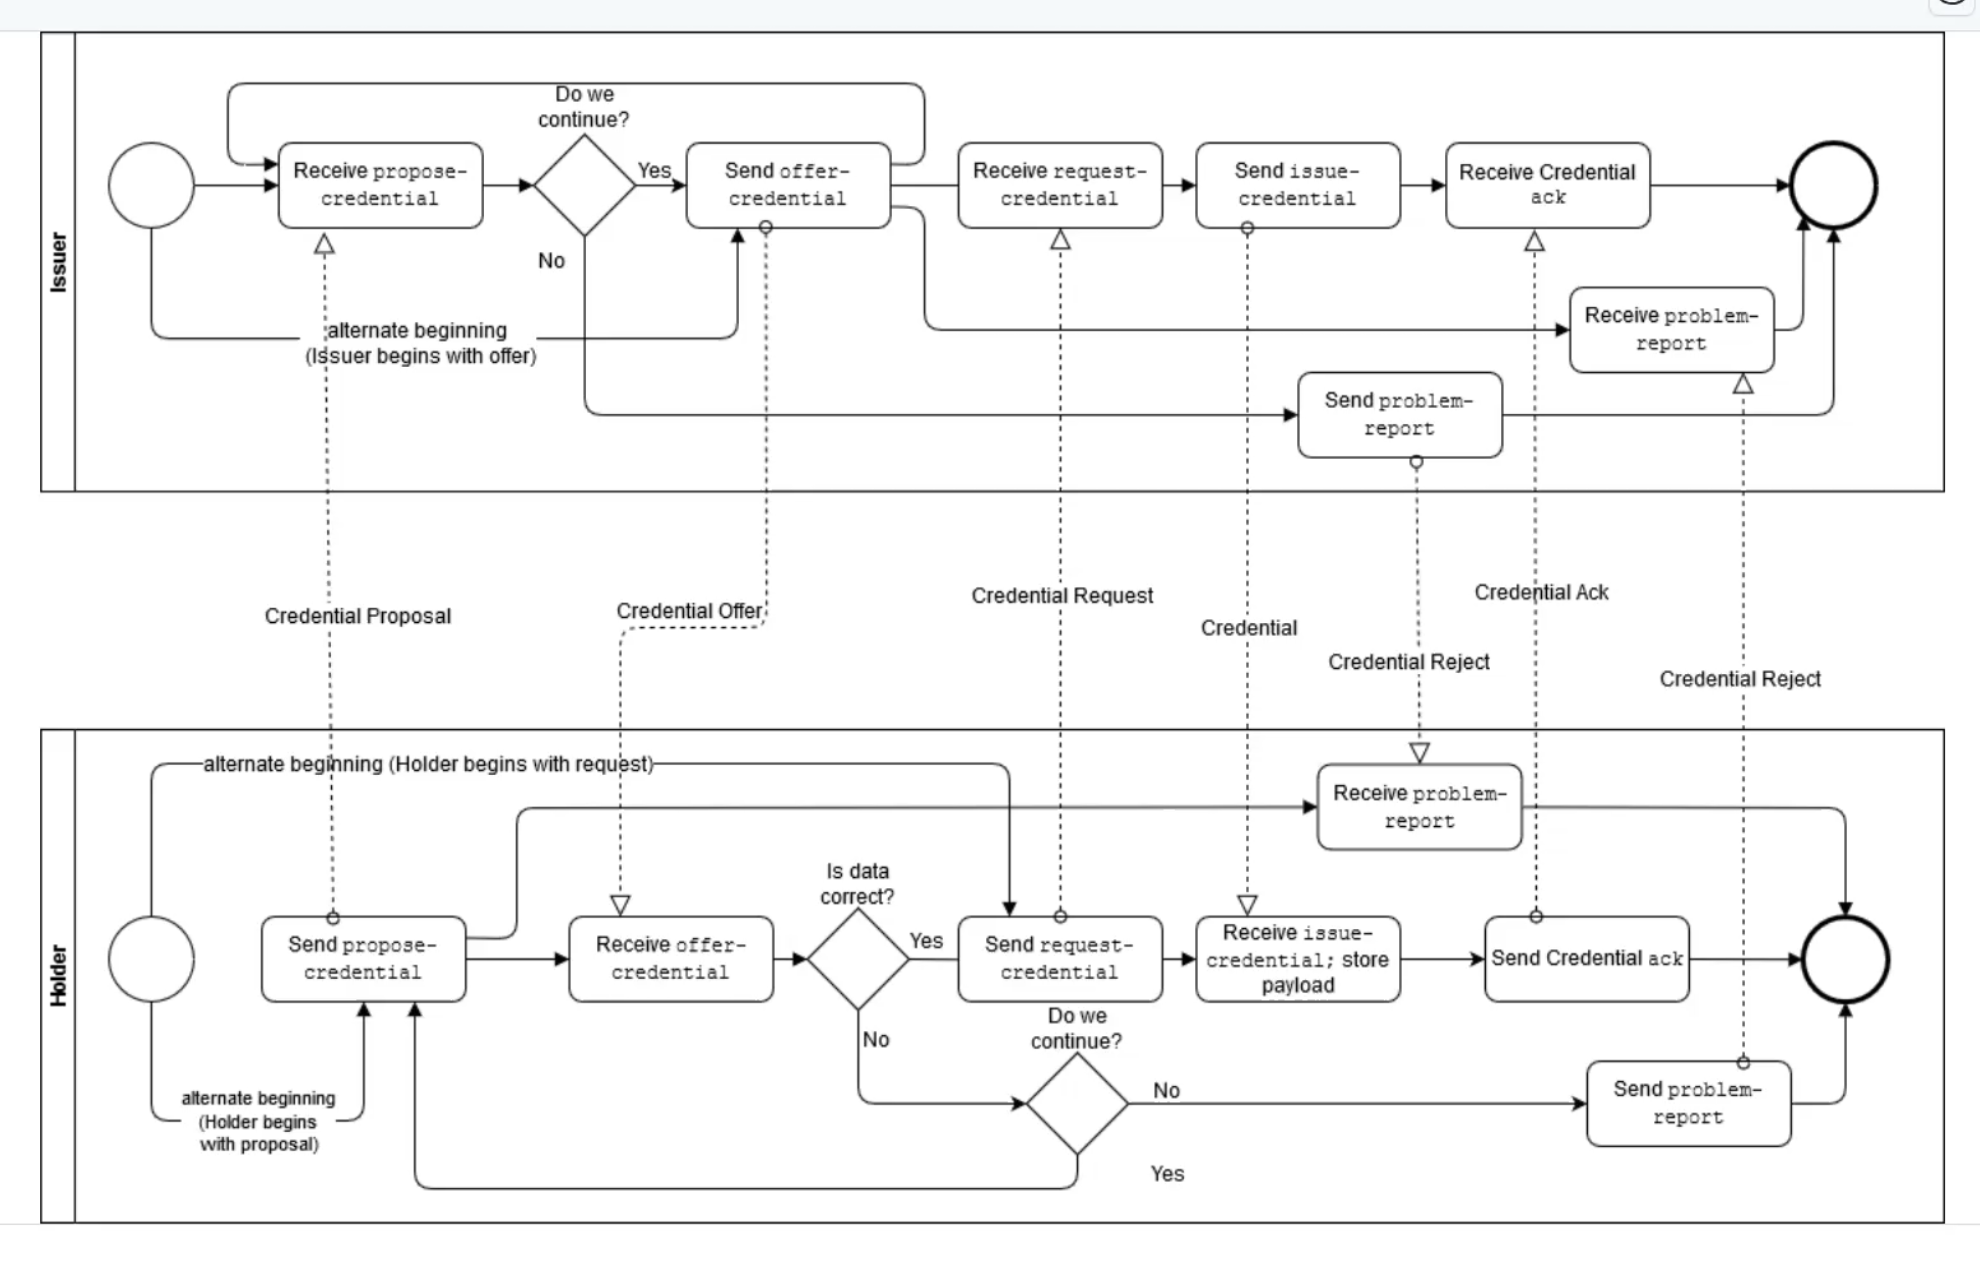 Issuer
Do we
continue?
Receive propose-
credential
Yes
Send offer-
credential
Receive request-
credential
Send issue-
credential
Receive Credential
ack
No
alternate beginning
(Issuer begins with offer)
Receive problem-
report
Send problem-
report
Credential Proposal
Credential Offer
Credential Request
Credential
Credential Reject
Credential Ack
Credential Reject
Holder
alternate beginning (Holder begins with request)
Receive problem-
report
Is data
correct?
Send propose-
credential
Receive offer-
credential
Yes
Send request-
credential
Receive issue-
credential; store
payload
Send Credential ack
No
Do we
continue?
alternate beginning
(Holder begins
with proposal)
No
Send problem-
report
Yes